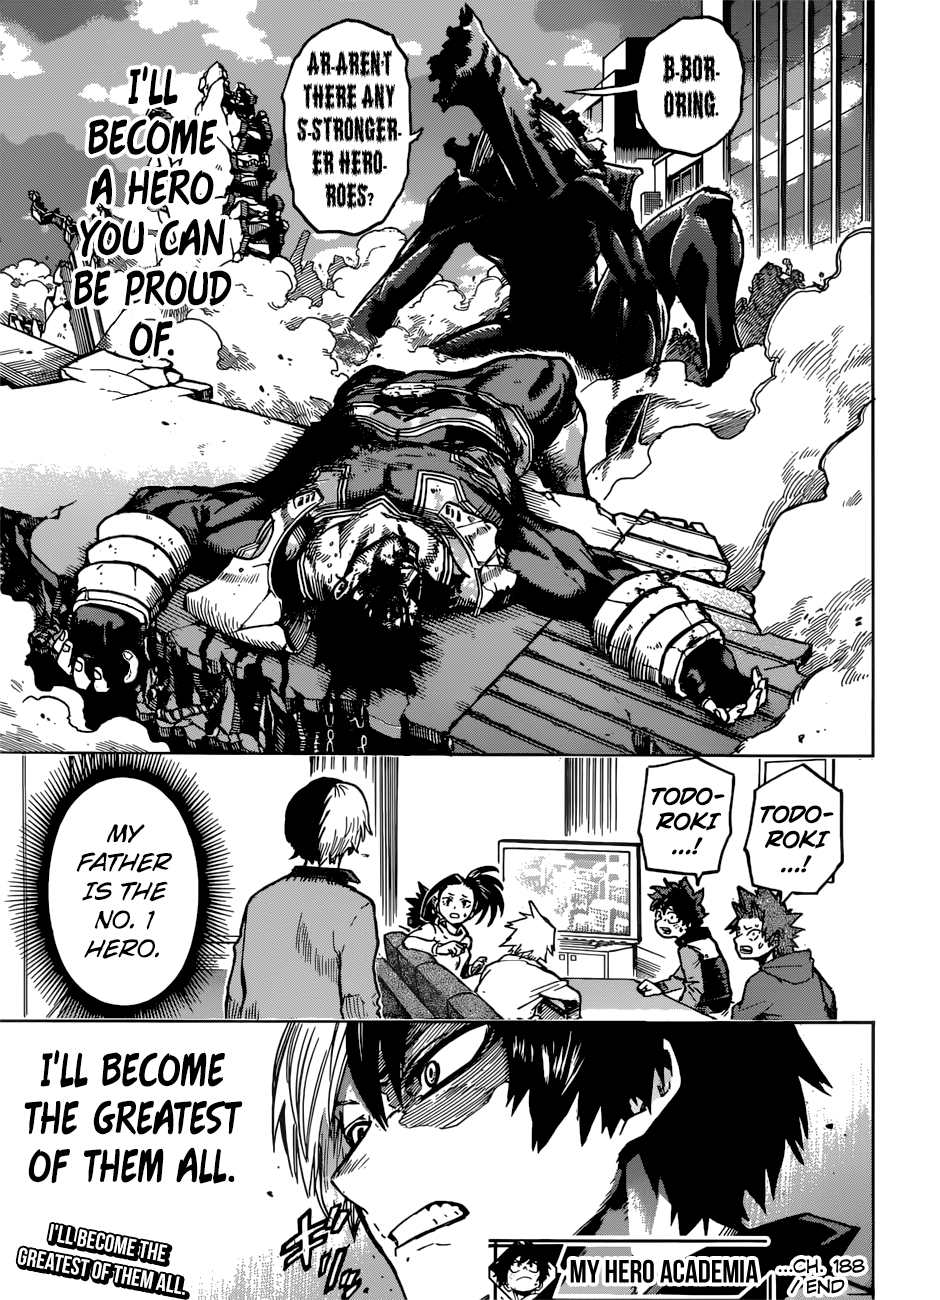 B-BOR-
ORING.
AR-AREN'T
THERE ANY
S-STRONGER-
ER HERO-
ROES?
I'LL
BECOME
A HERO
YOU CAN
BE PROUD
OF.
TODO-
ROKI
...!
TODO-
ROKI
...!
MY
FATHER
IS THE
NO. 1
HERO.
I'LL BECOME
THE GREATEST
OF THEM ALL.
I'LL BECOME THE
GREATEST OF THEM ALL.
MY HERO ACADEMIA
...CH. 188
/ END